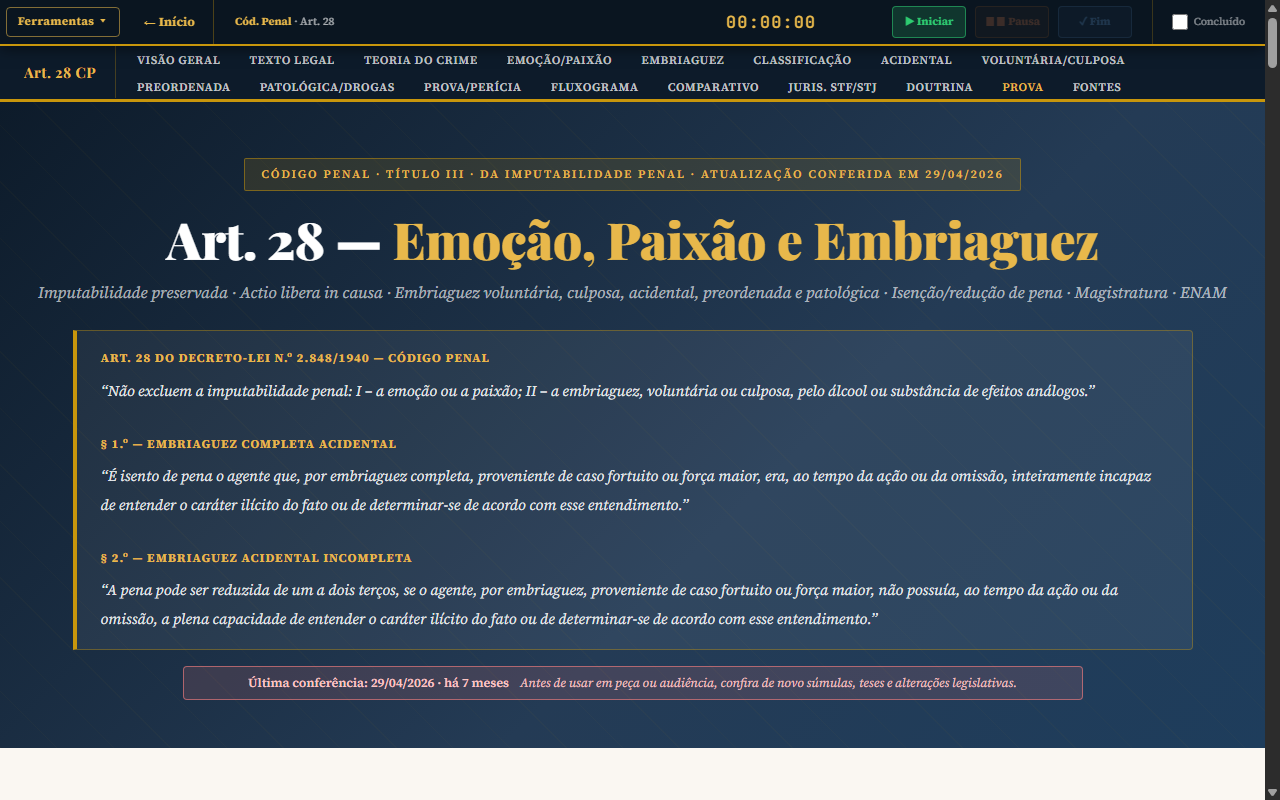 Ferramentas ▾
← Início
Cód. Penal · Art. 28
00:00:00
▶ Iniciar
▮▮ Pausa
✓ Fim
Concluído
Art. 28 CP
VISÃO GERAL TEXTO LEGAL TEORIA DO CRIME EMOÇÃO/PAIXÃO EMBRIAGUEZ CLASSIFICAÇÃO ACIDENTAL VOLUNTÁRIA/CULPOSA
PREORDENADA PATOLÓGICA/DROGAS PROVA/PERÍCIA FLUXOGRAMA COMPARATIVO JURIS. STF/STJ DOUTRINA PROVA FONTES
CÓDIGO PENAL · TÍTULO III · DA IMPUTABILIDADE PENAL · ATUALIZAÇÃO CONFERIDA EM 29/04/2026
Art. 28 — Emoção, Paixão e Embriaguez
Imputabilidade preservada · Actio libera in causa · Embriaguez voluntária, culposa, acidental, preordenada e patológica · Isenção/redução de pena · Magistratura · ENAM
ART. 28 DO DECRETO-LEI N.º 2.848/1940 — CÓDIGO PENAL
“Não excluem a imputabilidade penal: I – a emoção ou a paixão; II – a embriaguez, voluntária ou culposa, pelo álcool ou substância de efeitos análogos.”
§ 1.º — EMBRIAGUEZ COMPLETA ACIDENTAL
“É isento de pena o agente que, por embriaguez completa, proveniente de caso fortuito ou força maior, era, ao tempo da ação ou da omissão, inteiramente incapaz
de entender o caráter ilícito do fato ou de determinar-se de acordo com esse entendimento.”
§ 2.º — EMBRIAGUEZ ACIDENTAL INCOMPLETA
“A pena pode ser reduzida de um a dois terços, se o agente, por embriaguez, proveniente de caso fortuito ou força maior, não possuía, ao tempo da ação ou da
omissão, a plena capacidade de entender o caráter ilícito do fato ou de determinar-se de acordo com esse entendimento.”
Última conferência: 29/04/2026 · há 7 meses Antes de usar em peça ou audiência, confira de novo súmulas, teses e alterações legislativas.